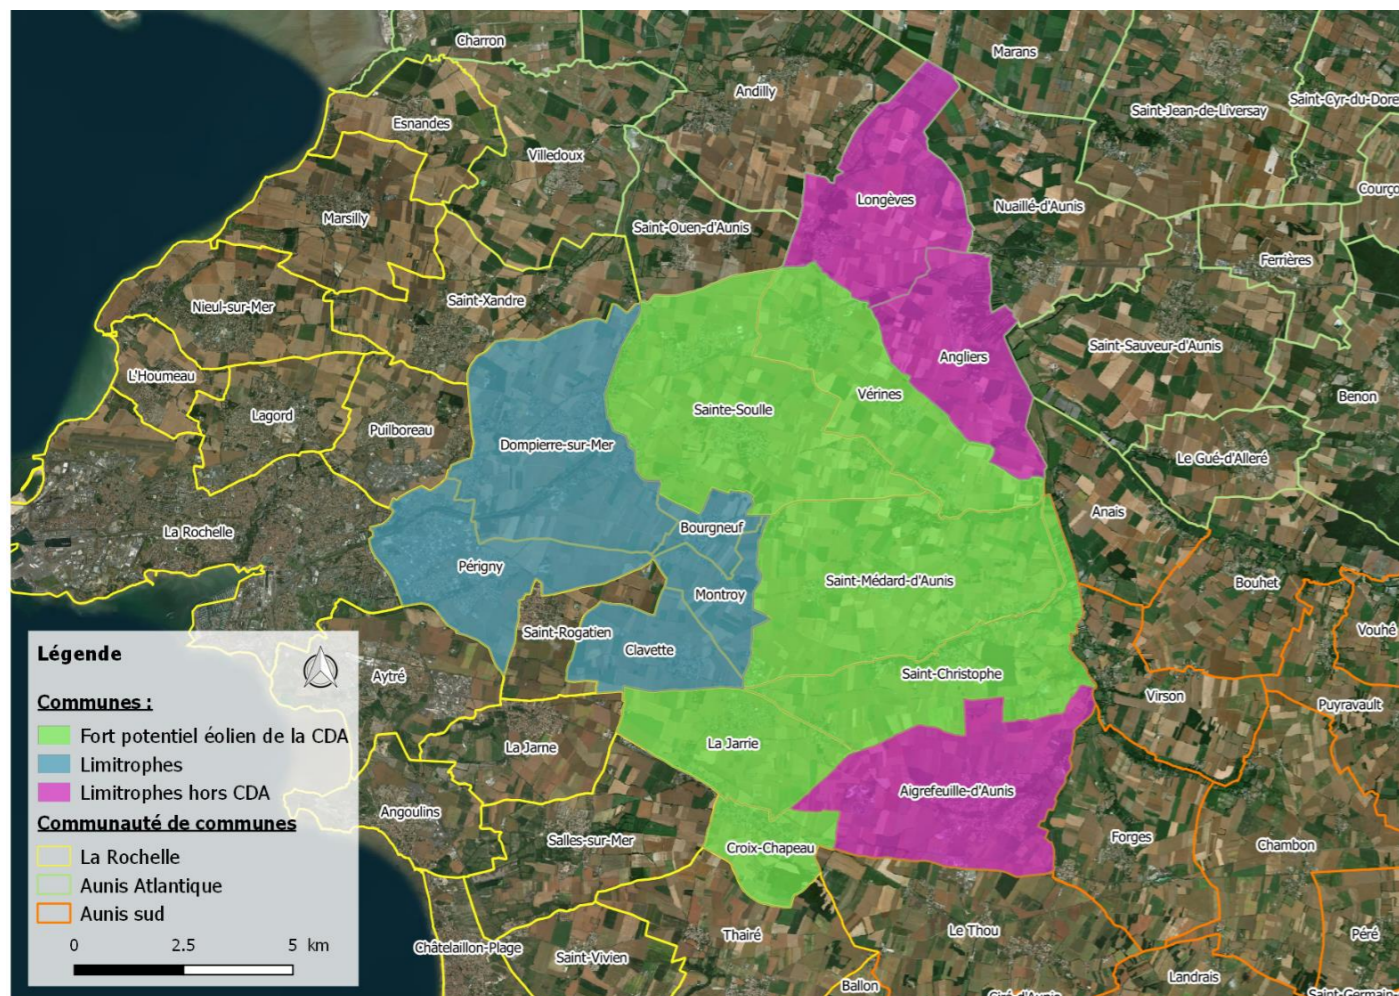 Charron
Marans
Andilly
Saint-Jean-de-Liversay
Saint-Cyr-du-Dore
Esnandes
Villedoux
Courço
Longèves
Nuaillé-d'Aunis
Marsilly
Saint-Ouen-d'Aunis
Ferrières
Saint-Xandre
Nieul-sur-Mer
Saint-Sauveur-d'Aunis
Angliers
L'Houmeau
Vérines
Benon
Sainte-Soulle
Lagord
Puilboreau
Dompierre-sur-Mer
Le Gué-d'Alleré
Anais
La Rochelle
Bourgneuf
Périgny
Saint-Médard-d'Aunis
Bouhet
Montroy
Saint-Rogatien
Vouhé
Clavette
Saint-Christophe
Aytré
Virson
Puyravault
La Jarne
La Jarrie
Aigrefeuille-d'Aunis
Angoulins
Salles-sur-Mer
Croix-Chapeau
Forges
Chambon
Thairé
Le Thou
Péré
Châtelaillon-Plage
Saint-Vivien
Landrais
Ballon
Ciré-d'Aunis
Saint-Germain-
Légende
Communes :
Fort potentiel éolien de la CDA
Limitrophes
Limitrophes hors CDA
Communauté de communes
La Rochelle
Aunis Atlantique
Aunis sud
0 2.5 5 km